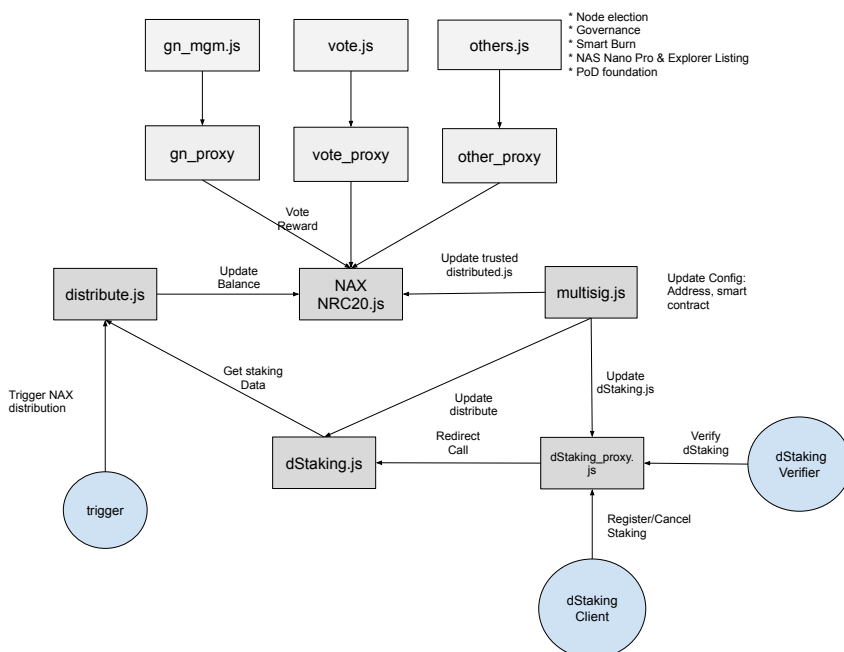 gn_mgm.js
vote.js
others.js
* Node election
* Governance
* Smart Burn
* NAS Nano Pro & Explorer Listing
* PoD foundation
gn_proxy
vote_proxy
other_proxy
Vote
Reward
Update
Balance
Update trusted
distributed.js
distribute.js
NAX
NRC20.js
multisig.js
Update Config:
Address, smart
contract
Get staking
Data
Update
dStaking.js
Trigger NAX
distribution
Update
distribute
Redirect
Call
Verify
dStaking
dStaking.js
dStaking_proxy.
js
dStaking
Verifier
trigger
Register/Cancel
Staking
dStaking
Client